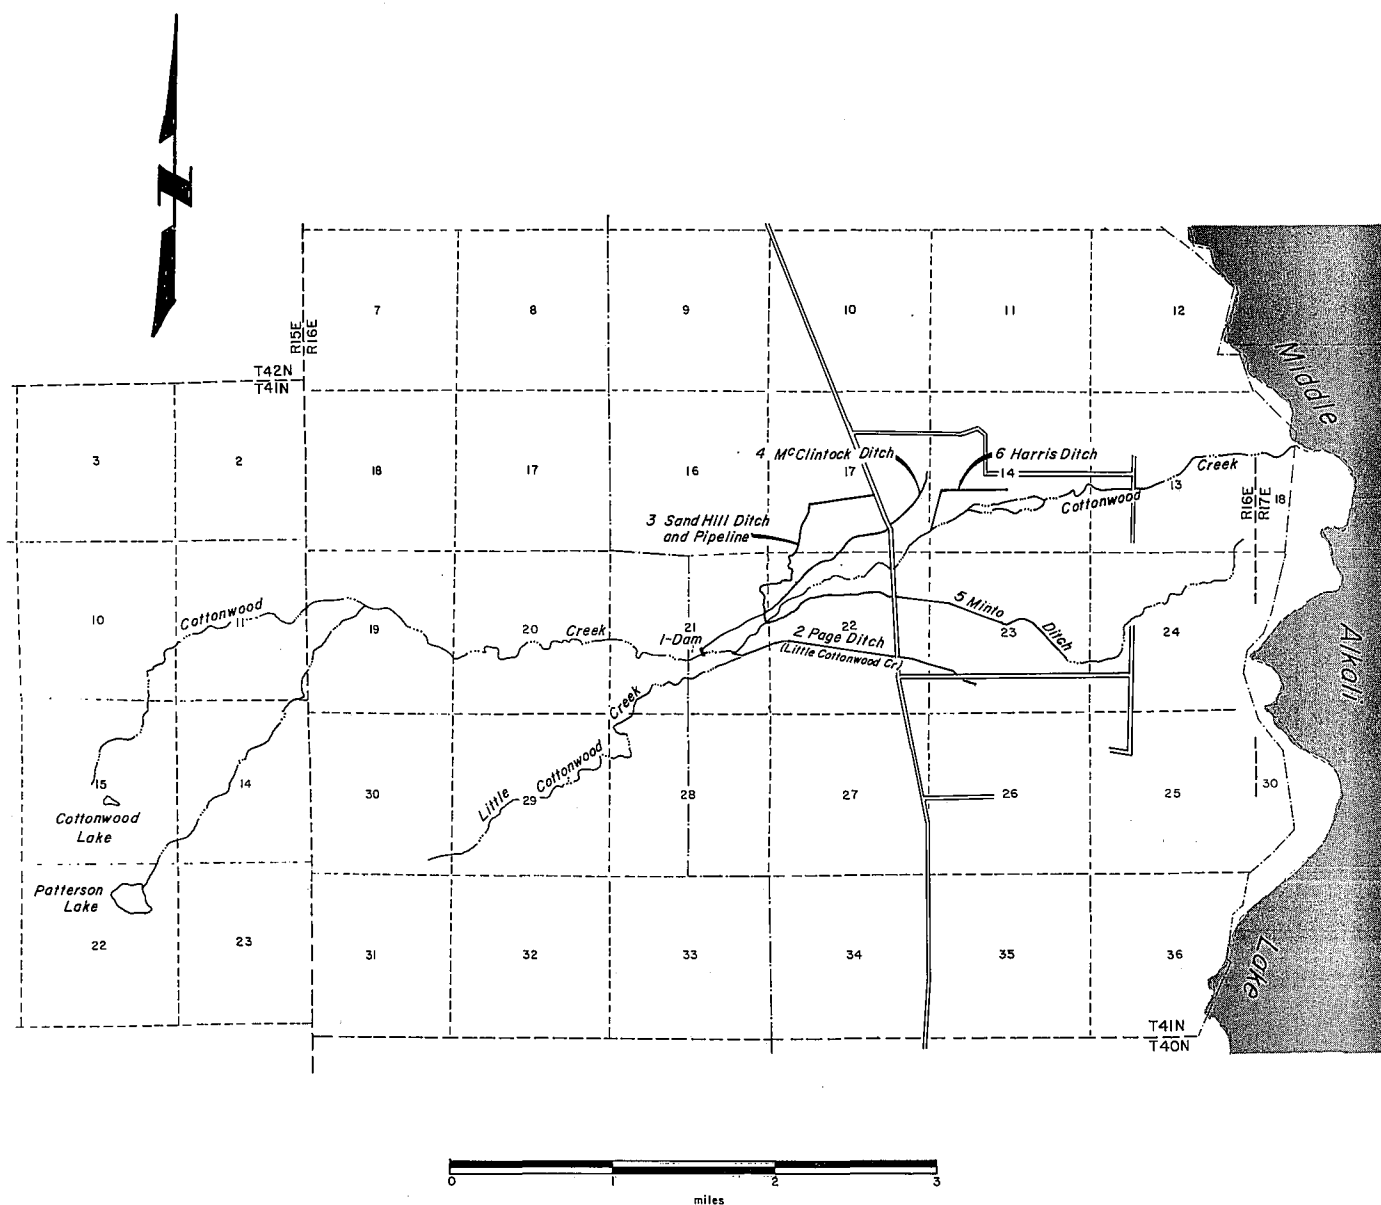 N
7
8
9
10
11
12
R15E
R16E
T42N
T41N
Middle
3
2
18
17
16
4 McClintock Ditch
17
6 Harris Ditch
14
Creek
13
Cottonwood
R16E
R17E
18
3 Sand Hill Ditch
and Pipeline
10
Cottonwood
11
19
20
Creek
21
1-Dam
22
2 Page Ditch
(Little Cottonwood Cr.)
5 Minto
Ditch
23
24
Alkali
15
14
30
Little
Cottonwood
Creek
29
28
27
26
25
30
Cottonwood
Lake
Patterson
Lake
22
23
31
32
33
34
35
36
Lake
T41N
T40N
0
1
2
3
miles